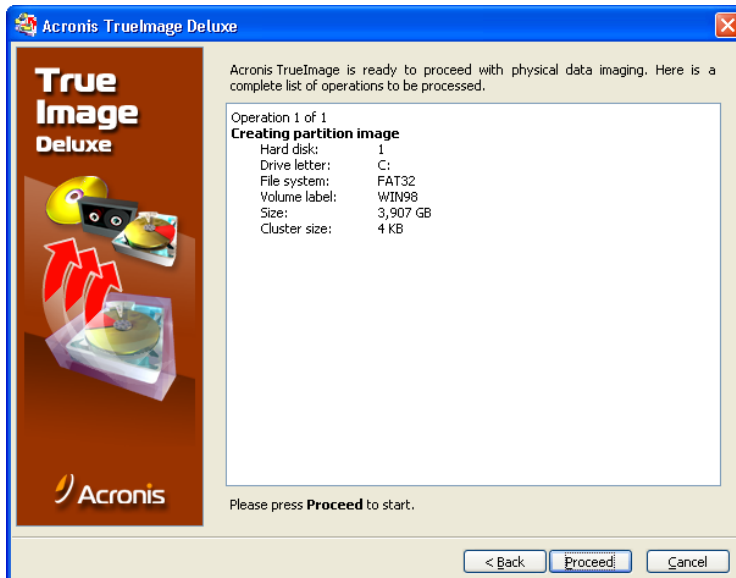 Acronis TrueImage Deluxe
True
Image
Deluxe
Acronis
Acronis TrueImage is ready to proceed with physical data imaging. Here is a
complete list of operations to be processed.
Operation 1 of 1
Creating partition image
Hard disk: 1
Drive letter: C:
File system: FAT32
Volume label: WIN98
Size: 3,907 GB
Cluster size: 4 KB
Please press Proceed to start.
< Back Proceed Cancel